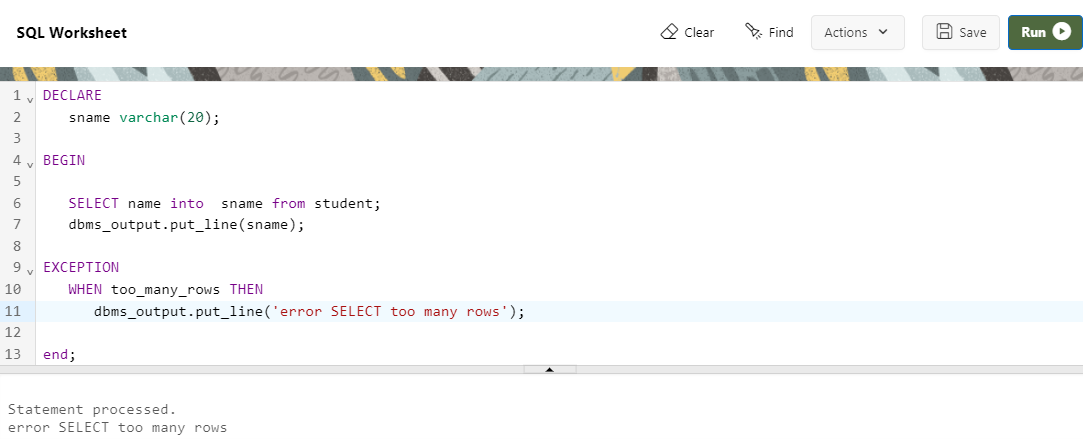 SQL Worksheet
Clear
Find
Actions
Save
Run
1 DECLARE
2    sname varchar(20);
3
4 BEGIN
5
6    SELECT name into  sname from student;
7    dbms_output.put_line(sname);
8
9 EXCEPTION
10    WHEN too_many_rows THEN
11       dbms_output.put_line('error SELECT too many rows');
12
13 end;
Statement processed.
error SELECT too many rows